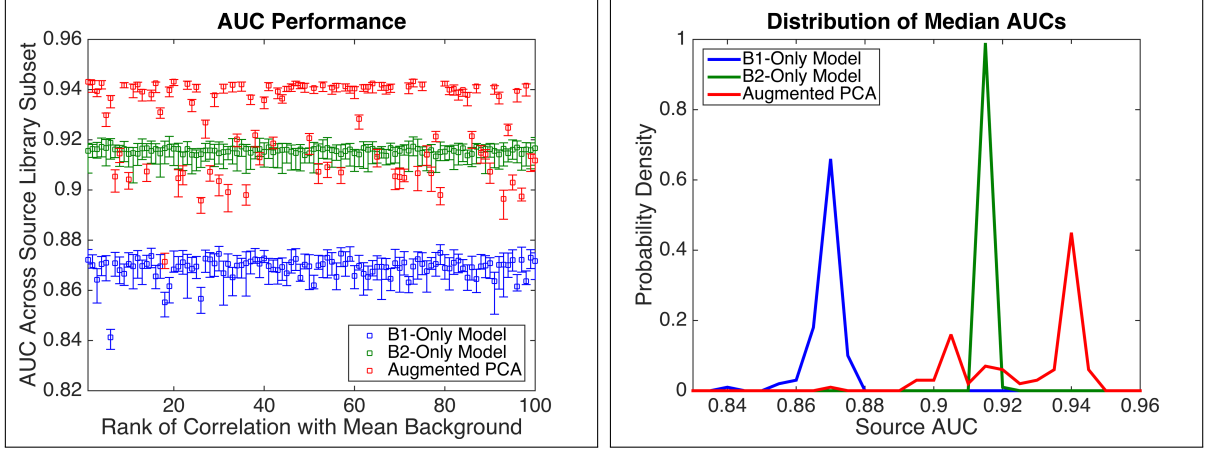 AUC Performance
AUC Across Source Library Subset
0.96
0.94
0.92
0.9
0.88
0.86
0.84
0.82
20
40
60
80
100
Rank of Correlation with Mean Background
B1-Only Model
B2-Only Model
Augmented PCA
Distribution of Median AUCs
Probability Density
1
0.8
0.6
0.4
0.2
0
0.84
0.86
0.88
0.9
0.92
0.94
0.96
Source AUC
B1-Only Model
B2-Only Model
Augmented PCA